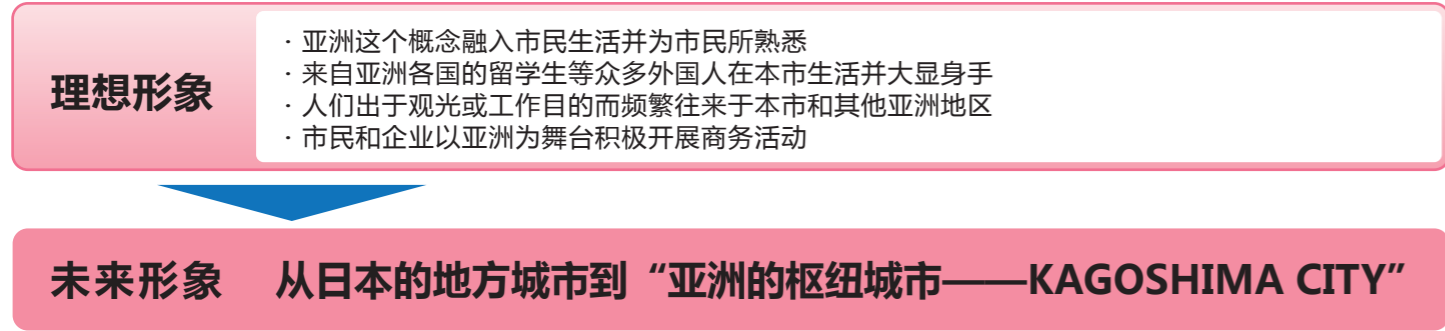 理想形象
· 亚洲这个概念融入市民生活并为市民所熟悉
· 来自亚洲各国的留学生等众多外国人在本市生活并大显身手
· 人们出于观光或工作目的而频繁往来于本市和其他亚洲地区
· 市民和企业以亚洲为舞台积极开展商务活动
未来形象 从日本的地方城市到“亚洲的枢纽城市——KAGOSHIMA CITY”